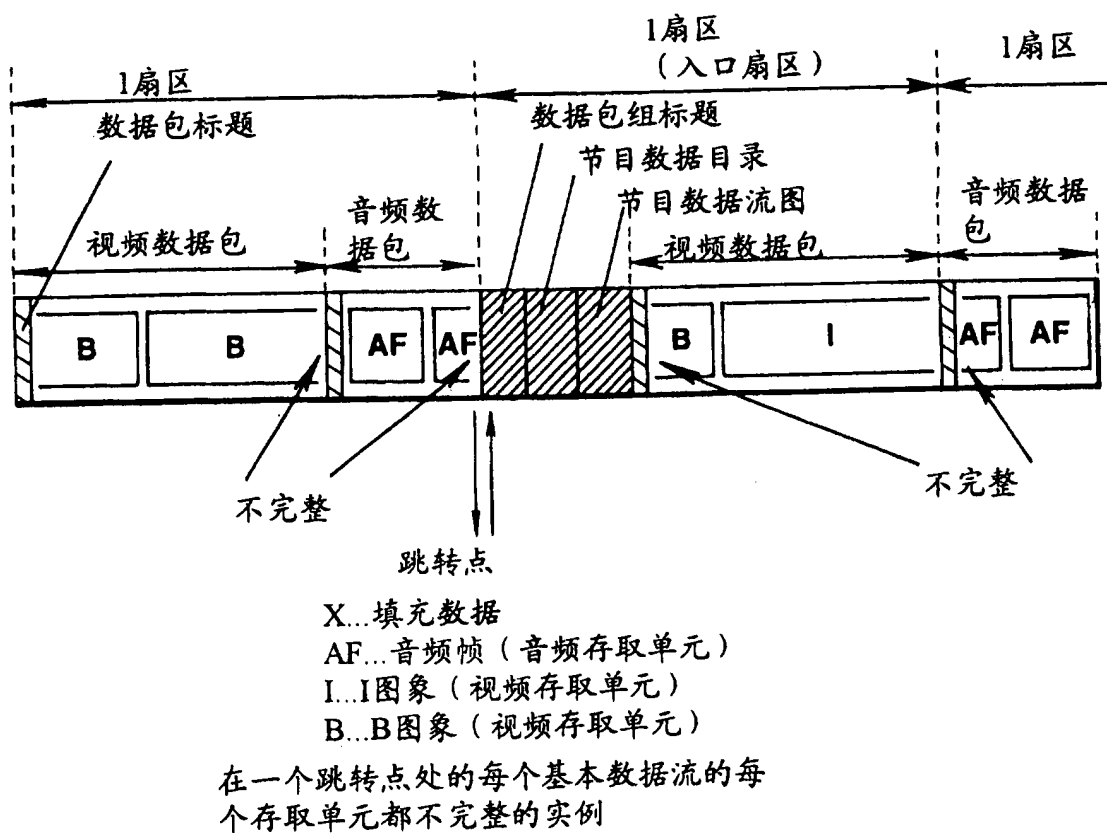 1扇区
1扇区
（入口扇区）
1扇区
数据包标题
数据包组标题
节目数据目录
节目数据流图
视频数据包
音频数
据包
视频数据包
音频数据
包
B
B
AF
AF
B
I
AF
AF
不完整
不完整
跳转点
X...填充数据
AF...音频帧（音频存取单元）
I...I图象（视频存取单元）
B...B图象（视频存取单元）
在一个跳转点处的每个基本数据流的每
个存取单元都不完整的实例